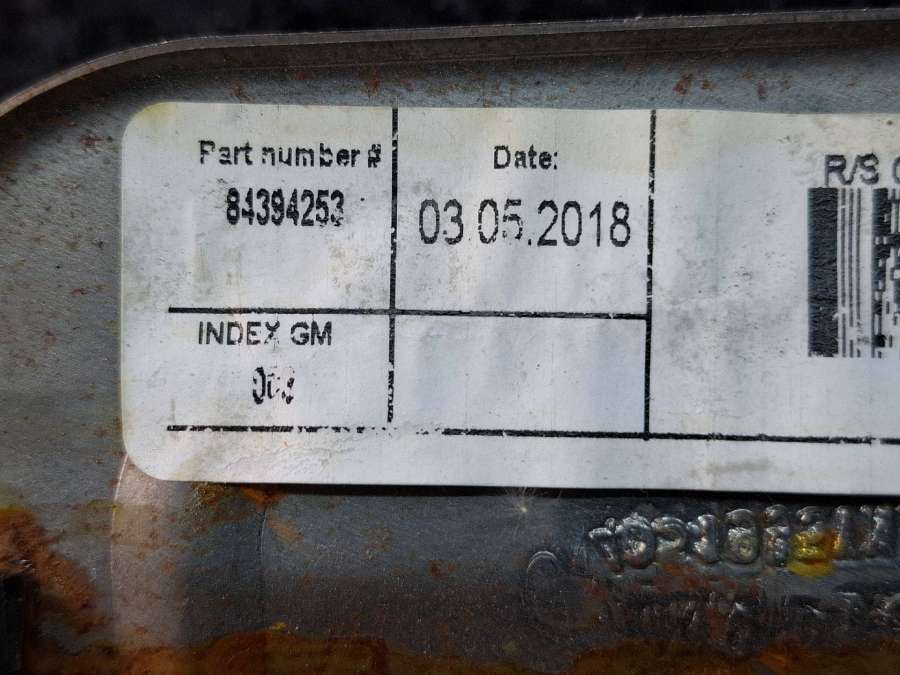 Part number #
84394253
Date:
03.05.2018
R/S
INDEX GM